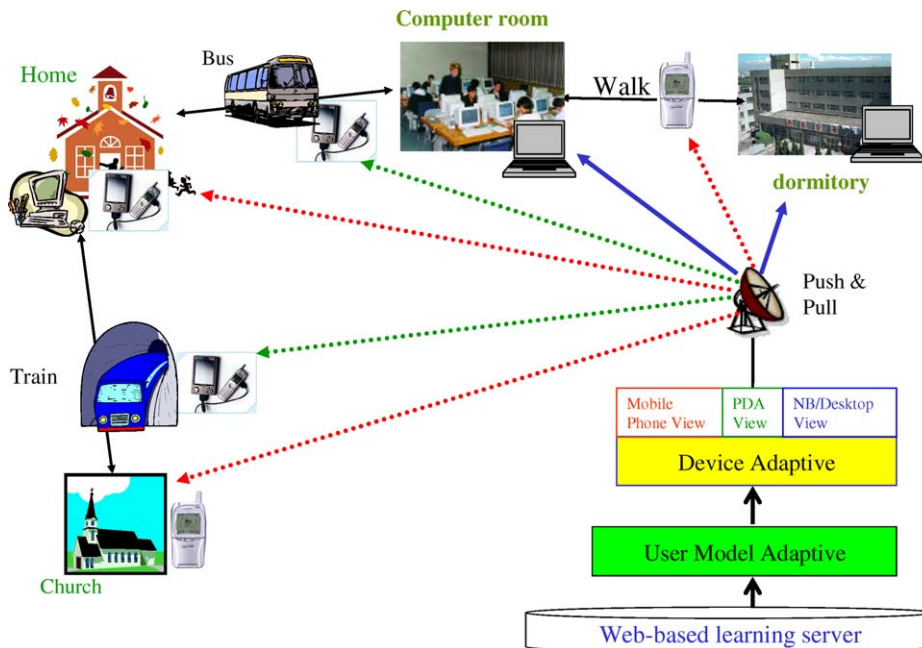 Computer room
Bus
Home
Walk
dormitory
Push &
Pull
Train
Mobile
Phone View
PDA
View
NB/Desktop
View
Device Adaptive
User Model Adaptive
Church
Web-based learning server